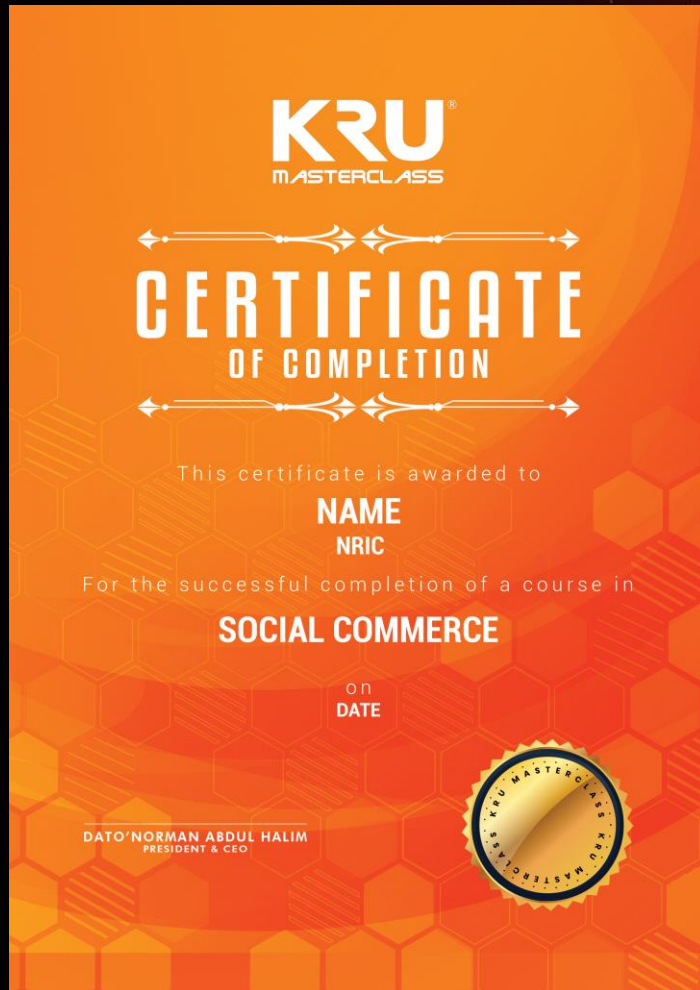 KRU®
MASTERCLASS
CERTIFICATE
OF COMPLETION
This certificate is awarded to
NAME
NRIC
For the successful completion of a course in
SOCIAL COMMERCE
on
DATE
DATO'NORMAN ABDUL HALIM
PRESIDENT & CEO
KRU MASTERCLASS KRU MASTERCLASS